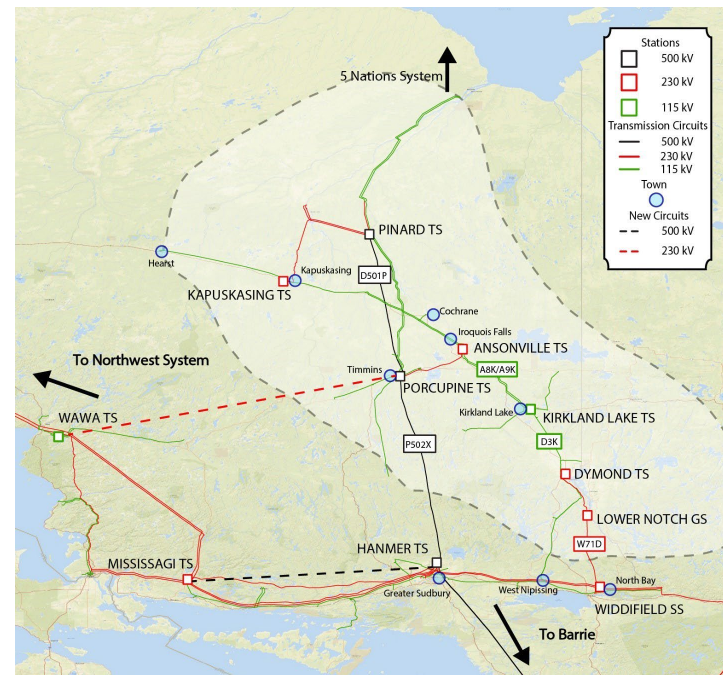 Stations
500 kV
230 kV
115 kV
Transmission Circuits
500 kV
230 kV
115 kV
Town
New Circuits
500 kV
230 kV
5 Nations System
PINARD TS
D501P
Hearst
Kapuskasing
KAPUSKASING TS
Cochrane
Iroquois Falls
ANSONVILLE TS
To Northwest System
Timmins
A8K/A9K
PORCUPINE TS
WAWA TS
Kirkland Lake
KIRKLAND LAKE TS
P502X
D3K
DYMOND TS
LOWER NOTCH GS
W71D
HANMER TS
MISSISSAGI TS
Greater Sudbury
West Nipissing
North Bay
WIDDIFIELD SS
To Barrie